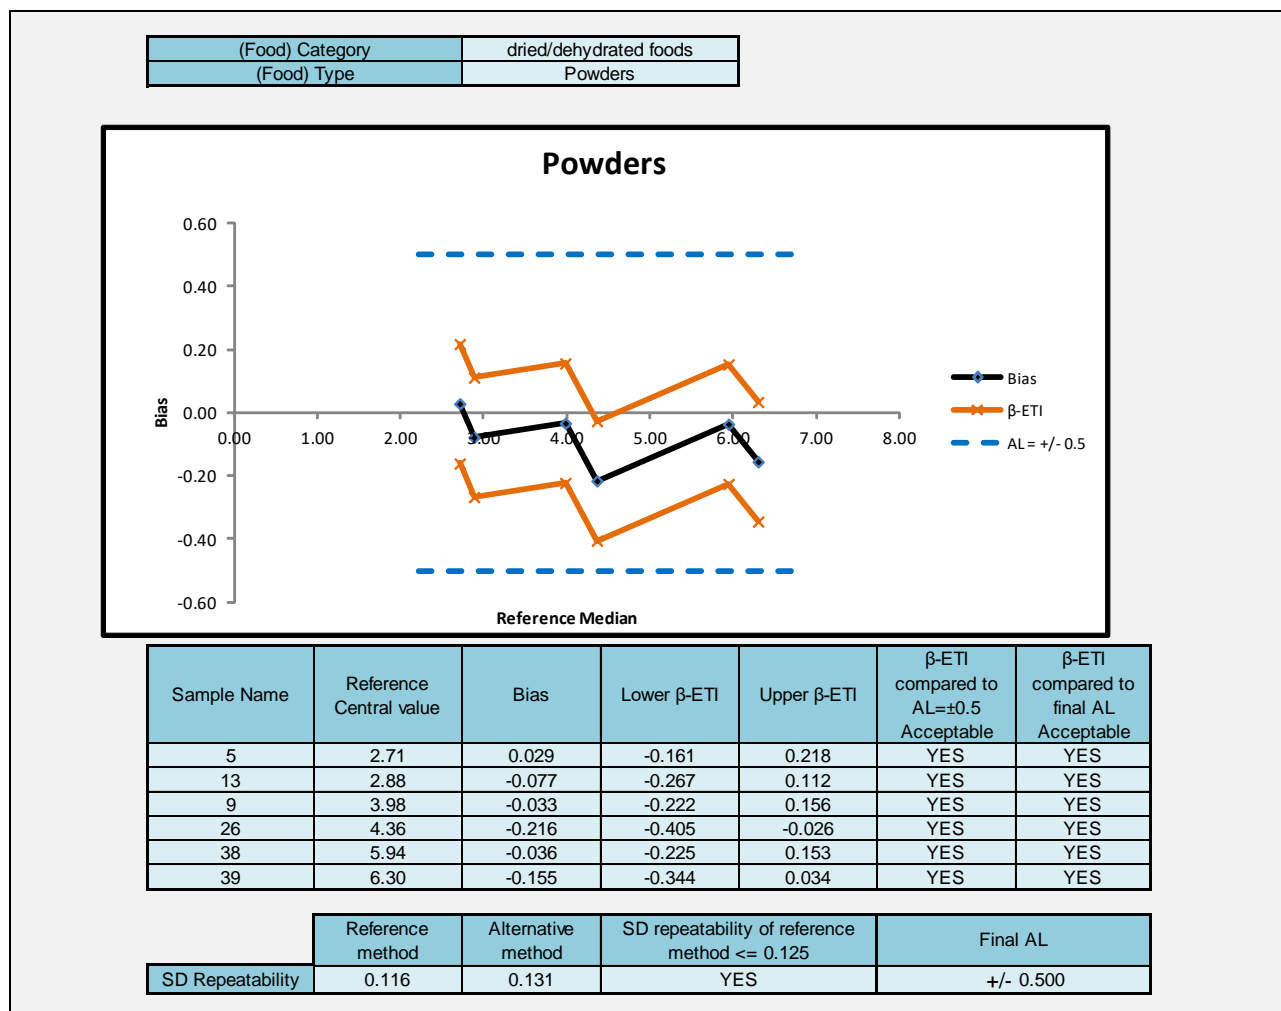 (Food) Category dried/dehydrated foods
(Food) Type Powders
Powders
0.60
0.40
0.20
0.00
-0.20
-0.40
-0.60
Bias
0.00 1.00 2.00 3.00 4.00 5.00 6.00 7.00 8.00
Reference Median
Bias
β-ETI
AL = +/- 0.5
Sample Name Reference Central value Bias Lower β-ETI Upper β-ETI β-ETI compared to AL=±0.5 Acceptable β-ETI compared to final AL Acceptable
5 2.71 0.029 -0.161 0.218 YES YES
13 2.88 -0.077 -0.267 0.112 YES YES
9 3.98 -0.033 -0.222 0.156 YES YES
26 4.36 -0.216 -0.405 -0.026 YES YES
38 5.94 -0.036 -0.225 0.153 YES YES
39 6.30 -0.155 -0.344 0.034 YES YES
Reference method Alternative method SD repeatability of reference method <= 0.125 Final AL
SD Repeatability 0.116 0.131 YES +/- 0.500